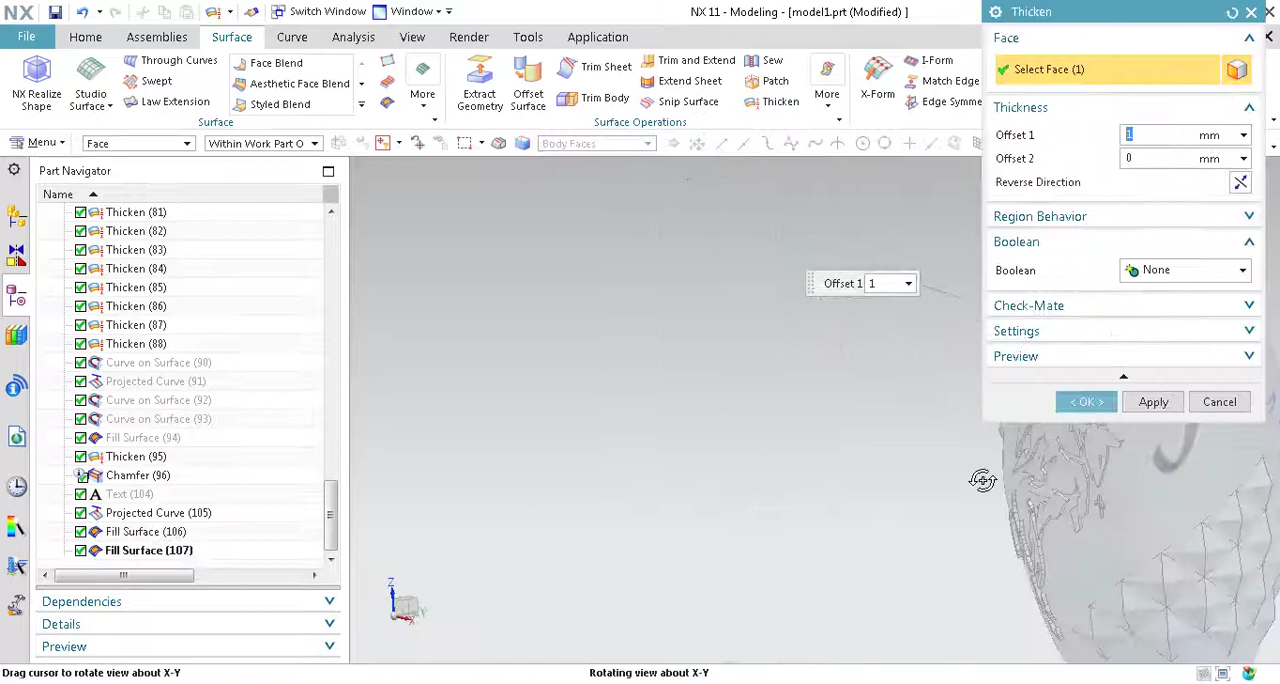 NX Switch Window Window NX 11 - Modeling - [model1.prt (Modified) ]
File Home Assemblies Surface Curve Analysis View Render Tools Application
NX Realize Shape
Studio Surface
Through Curves
Swept
Law Extension
Face Blend
Aesthetic Face Blend
Styled Blend
More
Surface
Extract Geometry
Offset Surface
Trim Sheet
Trim Body
Trim and Extend
Extend Sheet
Snip Surface
Sew
Patch
Thicken
More
Surface Operations
X-Form
I-Form
Match Edge
Edge Symme
Menu Face Within Work Part O Body Faces
Part Navigator
Name
Thicken (81)
Thicken (82)
Thicken (83)
Thicken (84)
Thicken (85)
Thicken (86)
Thicken (87)
Thicken (88)
Curve on Surface (90)
Projected Curve (91)
Curve on Surface (92)
Curve on Surface (93)
Fill Surface (94)
Thicken (95)
Chamfer (96)
A Text (104)
Projected Curve (105)
Fill Surface (106)
Fill Surface (107)
Dependencies
Details
Preview
Offset 1 1
Z
Y
X
Thicken
Face
Select Face (1)
Thickness
Offset 1 1 mm
Offset 2 0 mm
Reverse Direction
Region Behavior
Boolean
Boolean None
Check-Mate
Settings
Preview
< OK > Apply Cancel
Drag cursor to rotate view about X-Y Rotating view about X-Y